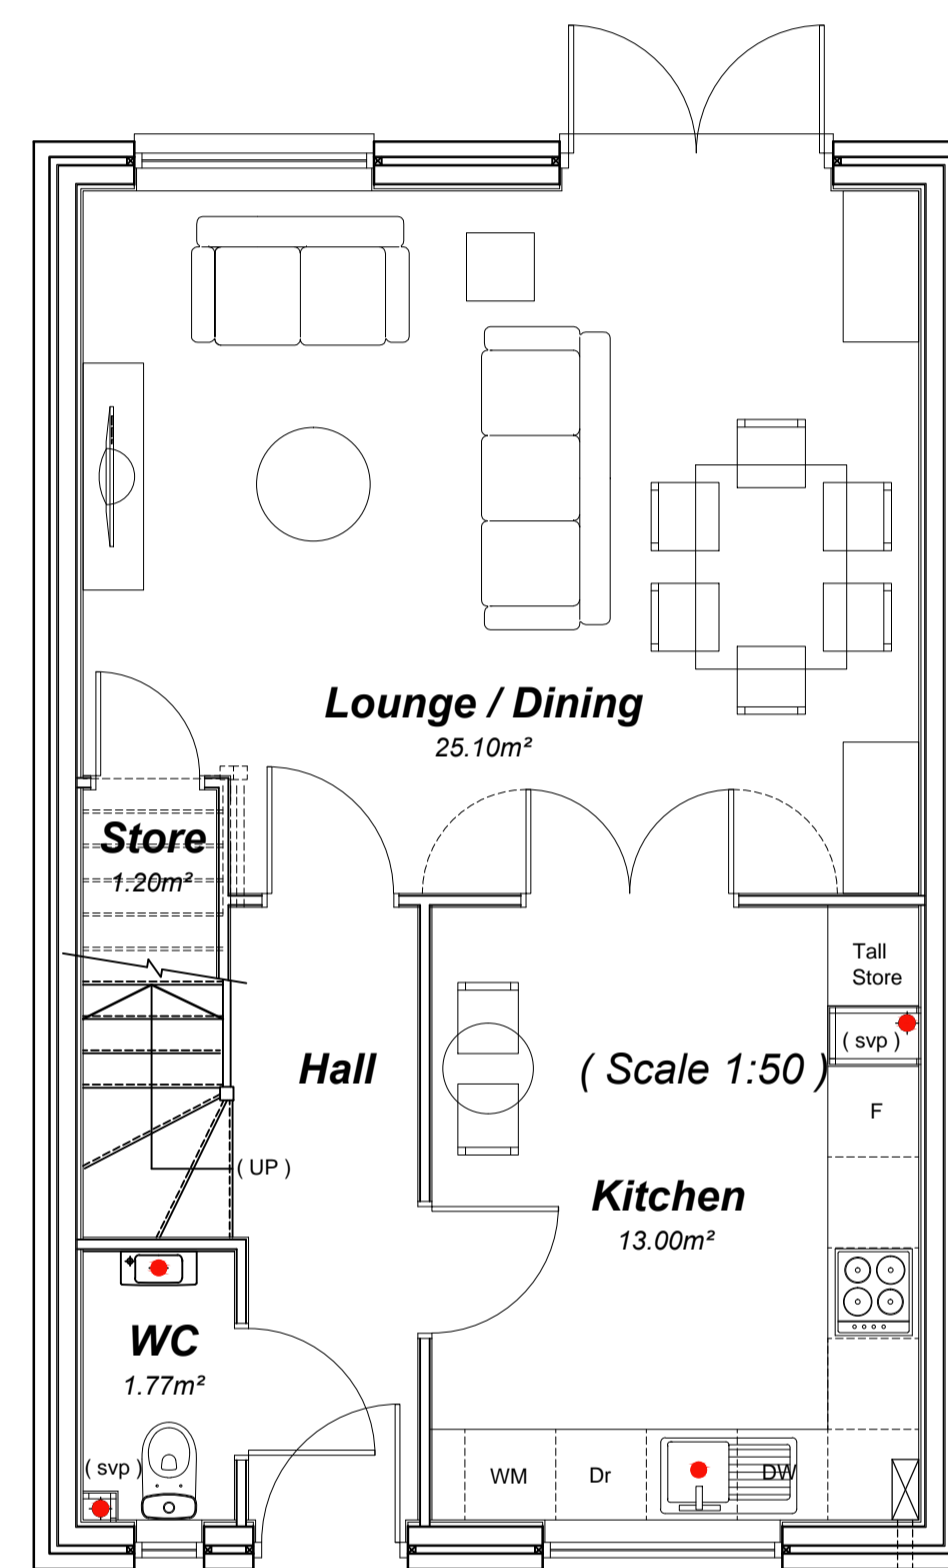 Lounge / Dining
25.10m²
Store
1.20m²
Tall
Store
( svp )
Hall
( Scale 1:50 )
F
( UP )
Kitchen
13.00m²
WC
1.77m²
( svp )
WM
Dr
DW